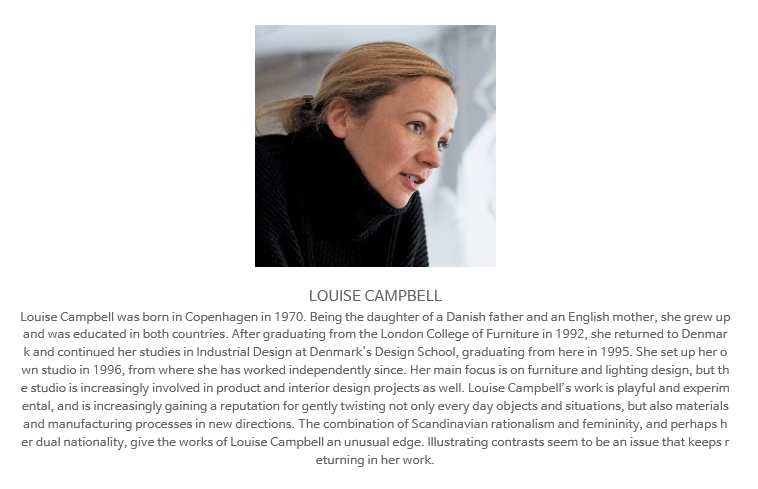 LOUISE CAMPBELL
Louise Campbell was born in Copenhagen in 1970. Being the daughter of a Danish father and an English mother, she grew up
and was educated in both countries. After graduating from the London College of Furniture in 1992, she returned to Denmar
k and continued her studies in Industrial Design at Denmark's Design School, graduating from here in 1995. She set up her o
wn studio in 1996, from where she has worked independently since. Her main focus is on furniture and lighting design, but th
e studio is increasingly involved in product and interior design projects as well. Louise Campbell's work is playful and experim
ental, and is increasingly gaining a reputation for gently twisting not only every day objects and situations, but also materials
and manufacturing processes in new directions. The combination of Scandinavian rationalism and femininity, and perhaps h
er dual nationality, give the works of Louise Campbell an unusual edge. Illustrating contrasts seem to be an issue that keeps r
eturning in her work.